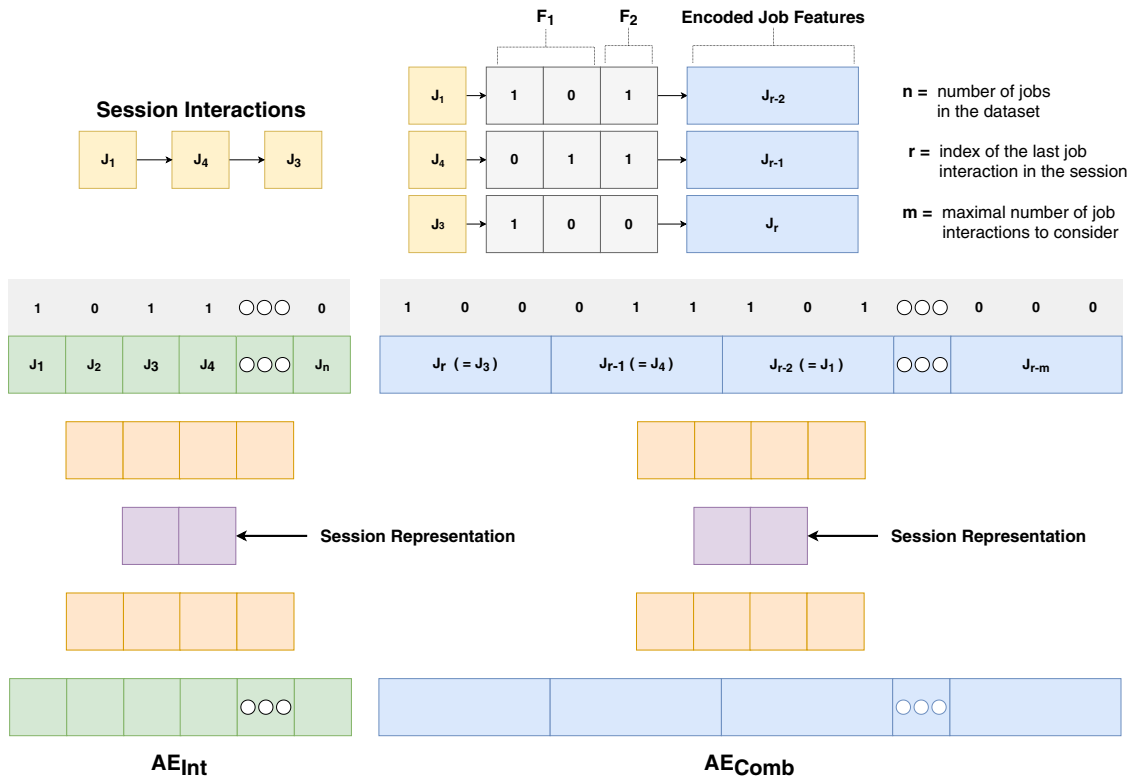 F1 F2 Encoded Job Features
Session Interactions
J1 J4 J3
J1 1 0 1 Jr-2
J4 0 1 1 Jr-1
J3 1 0 0 Jr
n = number of jobs
in the dataset
r = index of the last job
interaction in the session
m = maximal number of job
interactions to consider
1 0 1 1 0
J1 J2 J3 J4 Jn
1 0 0 0 1 1 1 0 1 0 0 0
Jr ( = J3 ) Jr-1 ( = J4 ) Jr-2 ( = J1 ) Jr-m
Session Representation
Session Representation
AEInt
AEComb